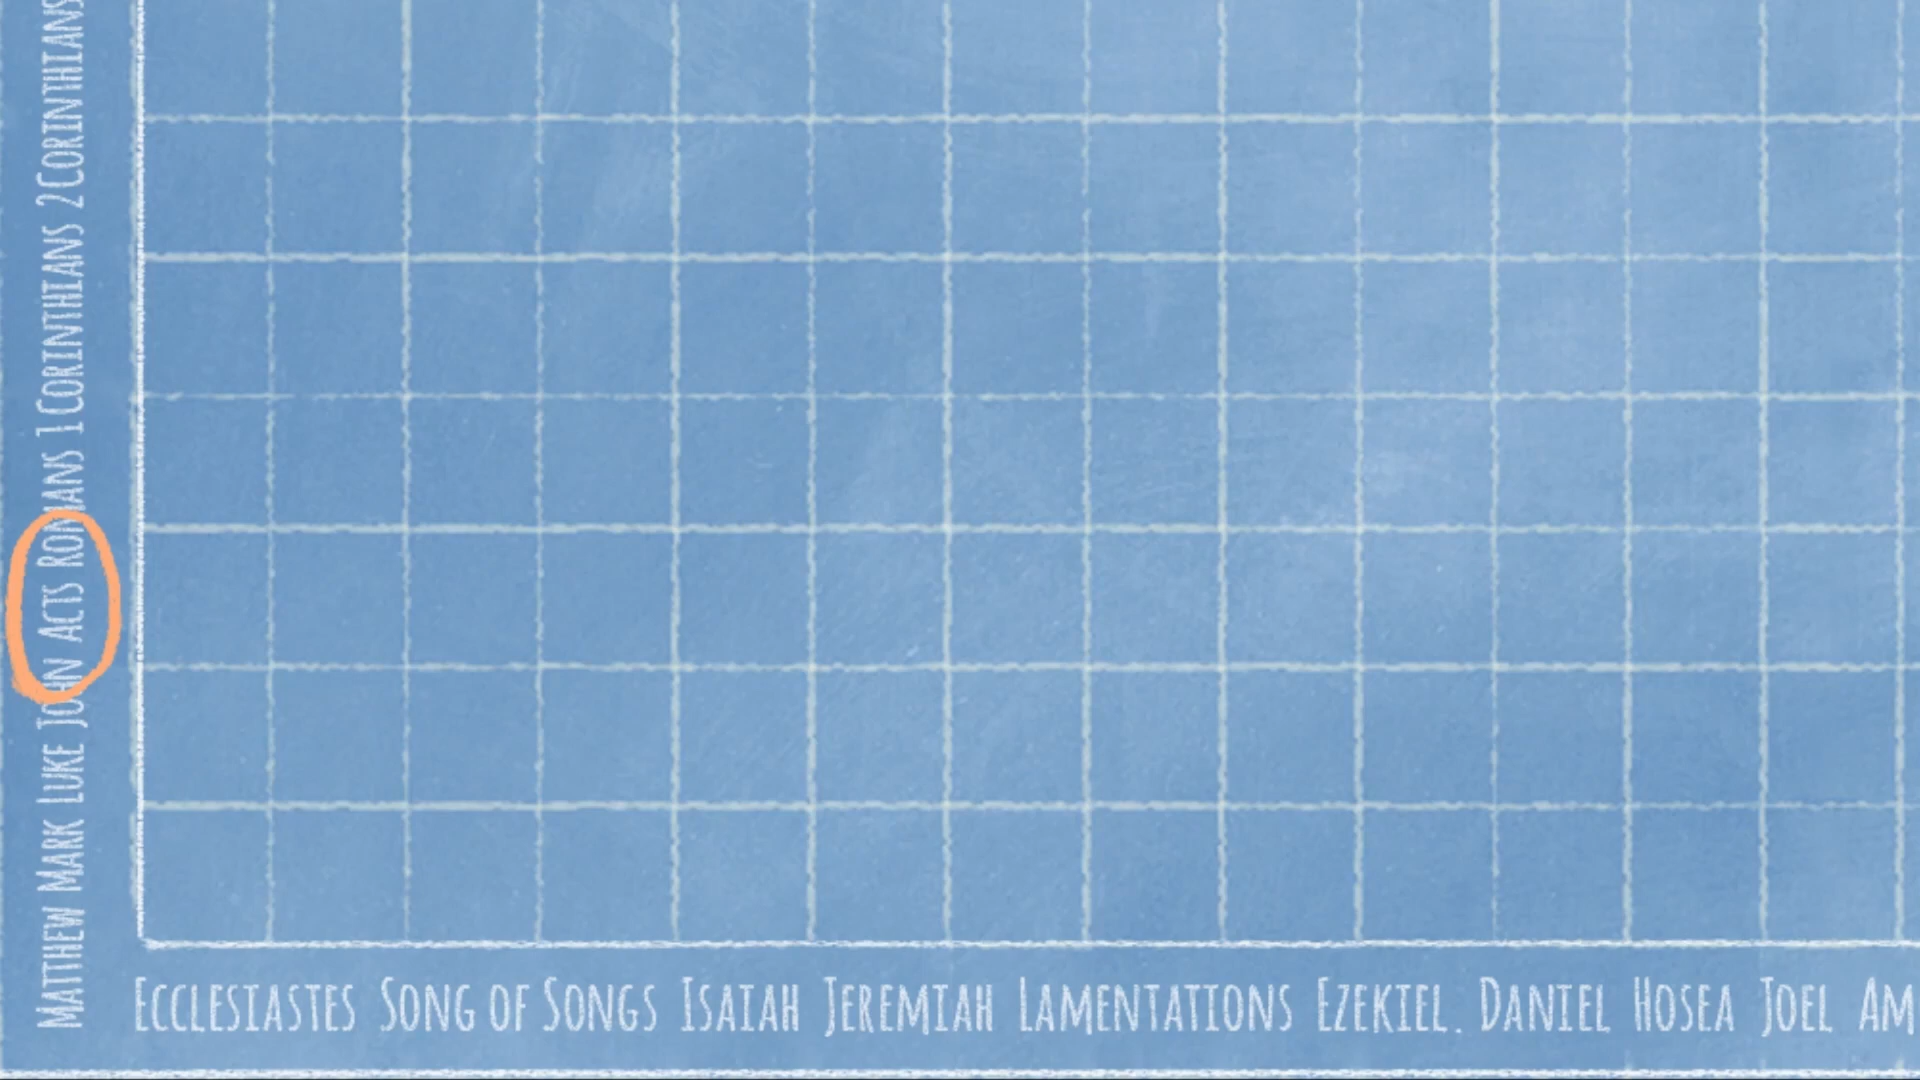 MATTHEW MARK LUKE JOHN ACTS ROMANS 1 CORINTHIANS 2 CORINTHIANS
ECCLESIASTES SONG OF SONGS ISAIAH JEREMIAH LAMENTATIONS EZEKIEL. DANIEL HOSEA JOEL AM